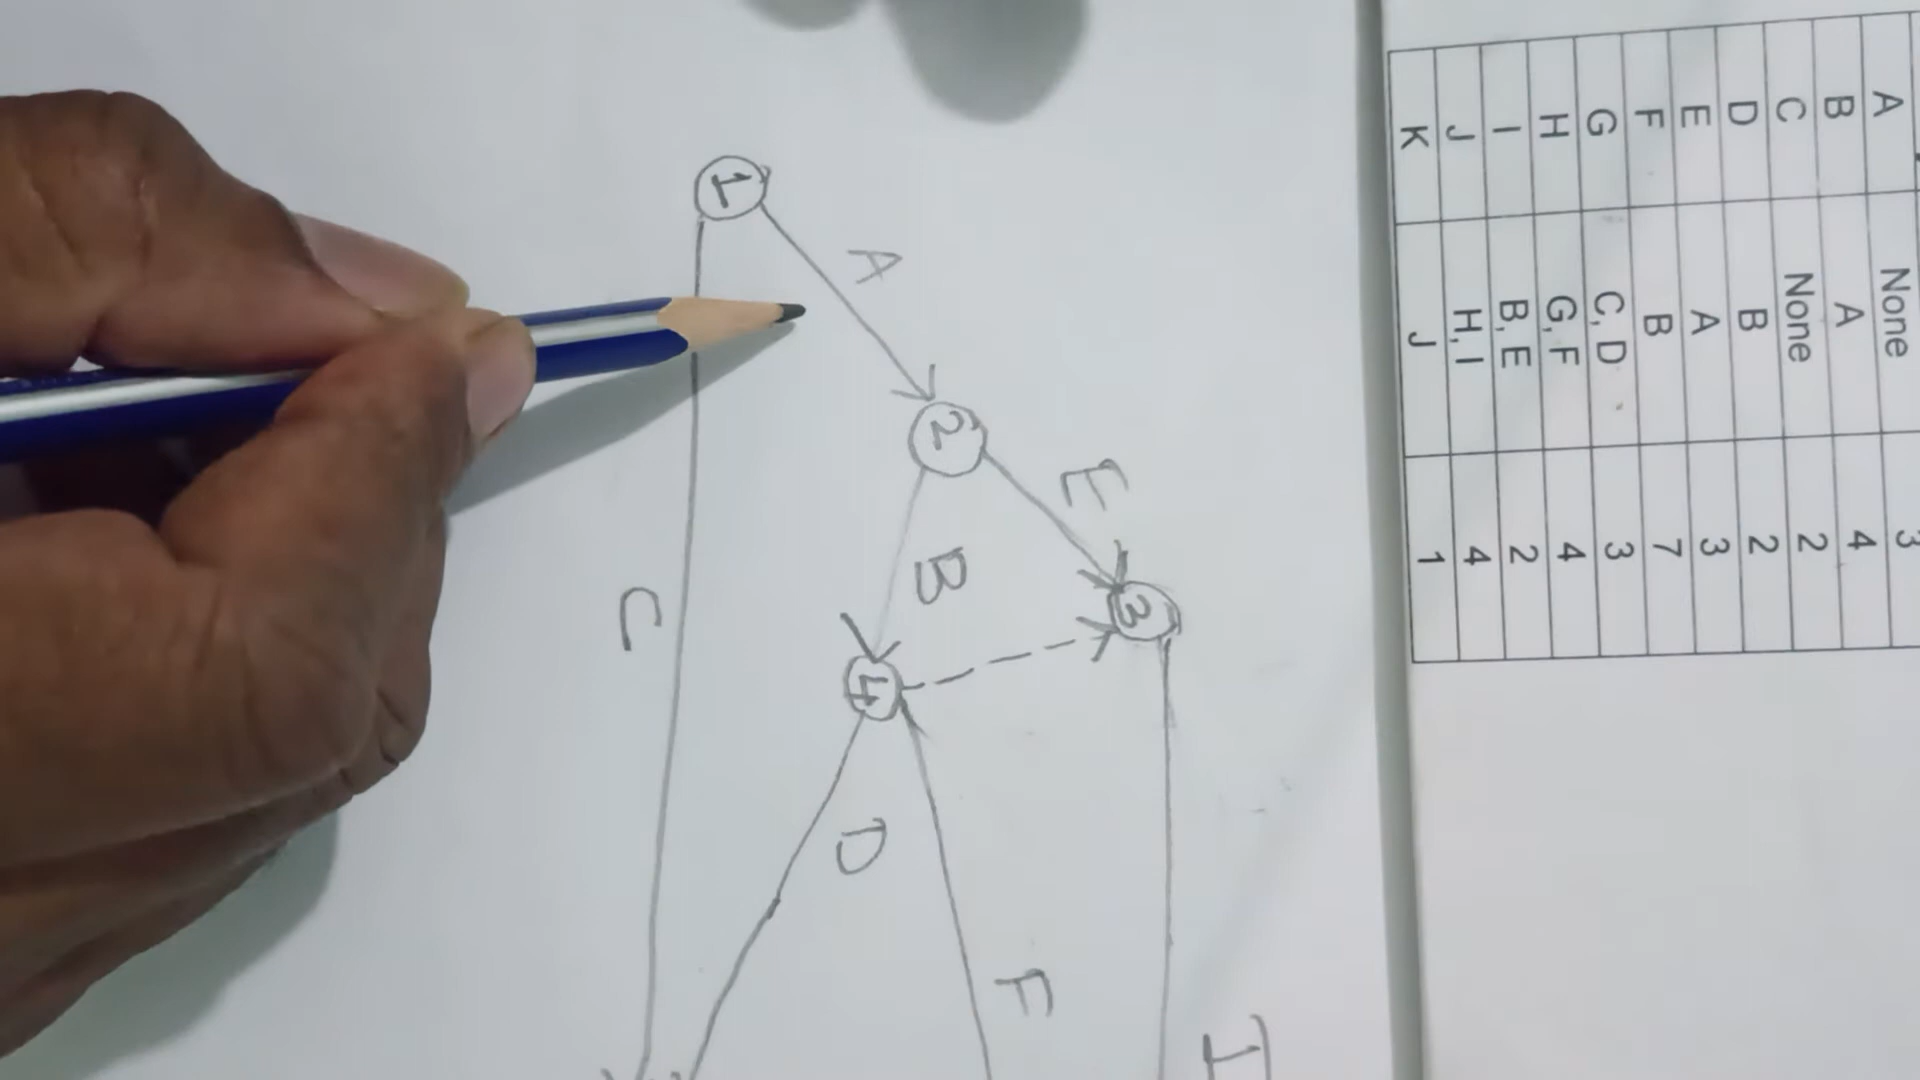 A None 3
B A 4
C None 2
D B 2
E A 3
F B 7
G C, D 3
H G, F 4
I B, E 2
J H, I 4
K J 1
1
A
2
E
3
B
4
C
D
F
I